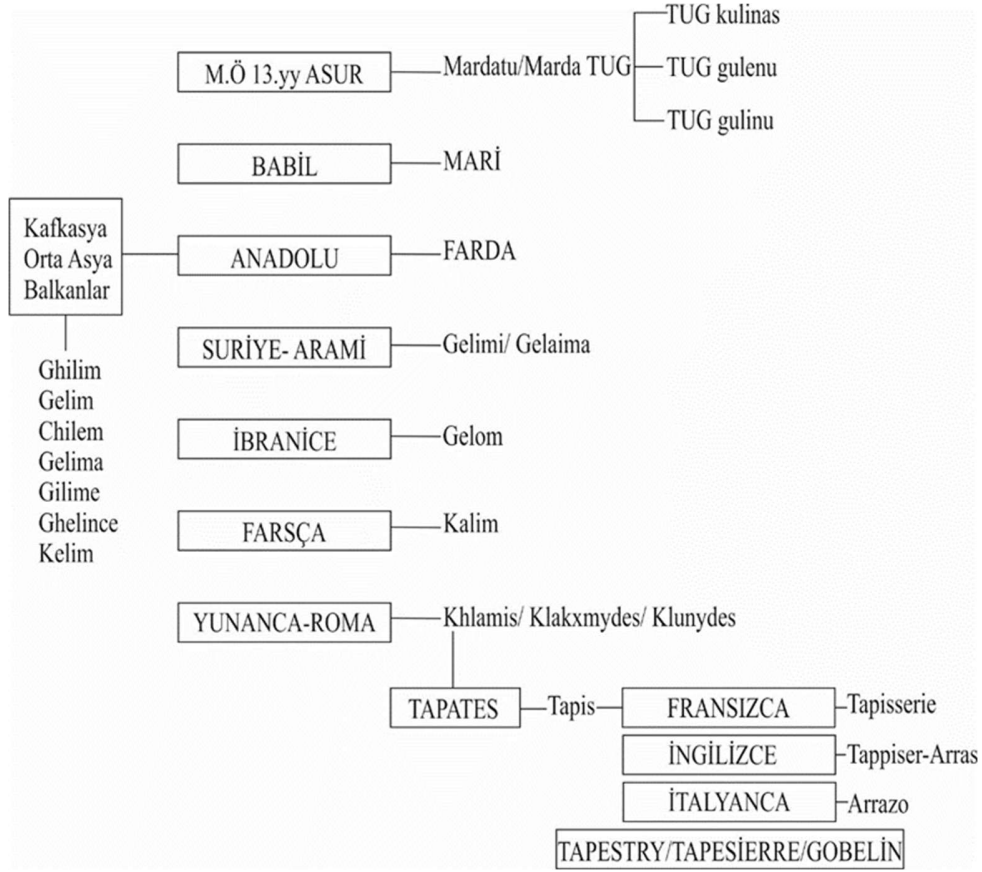 TUG kulinas
M.Ö 13.yy ASUR
Mardatu/Marda TUG
TUG gulenu
TUG gulinu
BABİL
MARİ
Kafkasya
Orta Asya
Balkanlar
ANADOLU
FARDA
SURİYE- ARAMİ
Gelimi/ Gelaima
Ghilim
Gelim
Chilem
Gelima
Gilime
Ghelince
Kelim
İBRANİCE
Gelom
FARSÇA
Kalim
YUNANCA-ROMA
Khlamis/ Klakxmydes/ Klunydes
TAPATES
Tapis
FRANSIZCA
Tapisserie
İNGİLİZCE
Tappiser-Arras
İTALYANCA
Arrazo
TAPESTRY/TAPESİERRE/GOBELİN